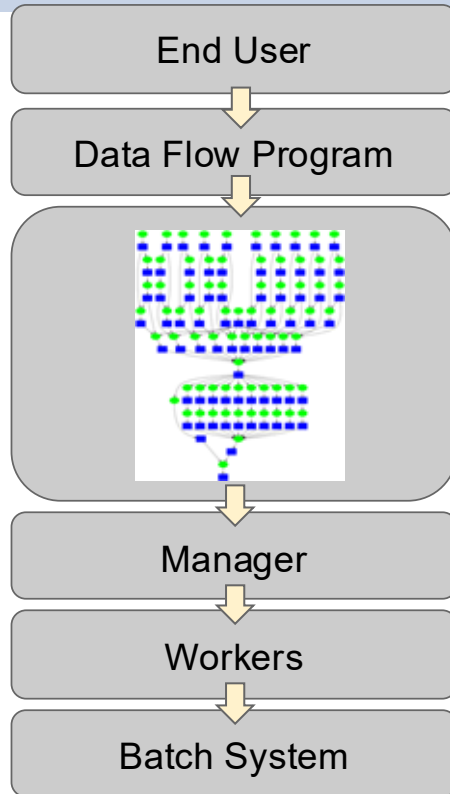 End User
Data Flow Program
Manager
Workers
Batch System